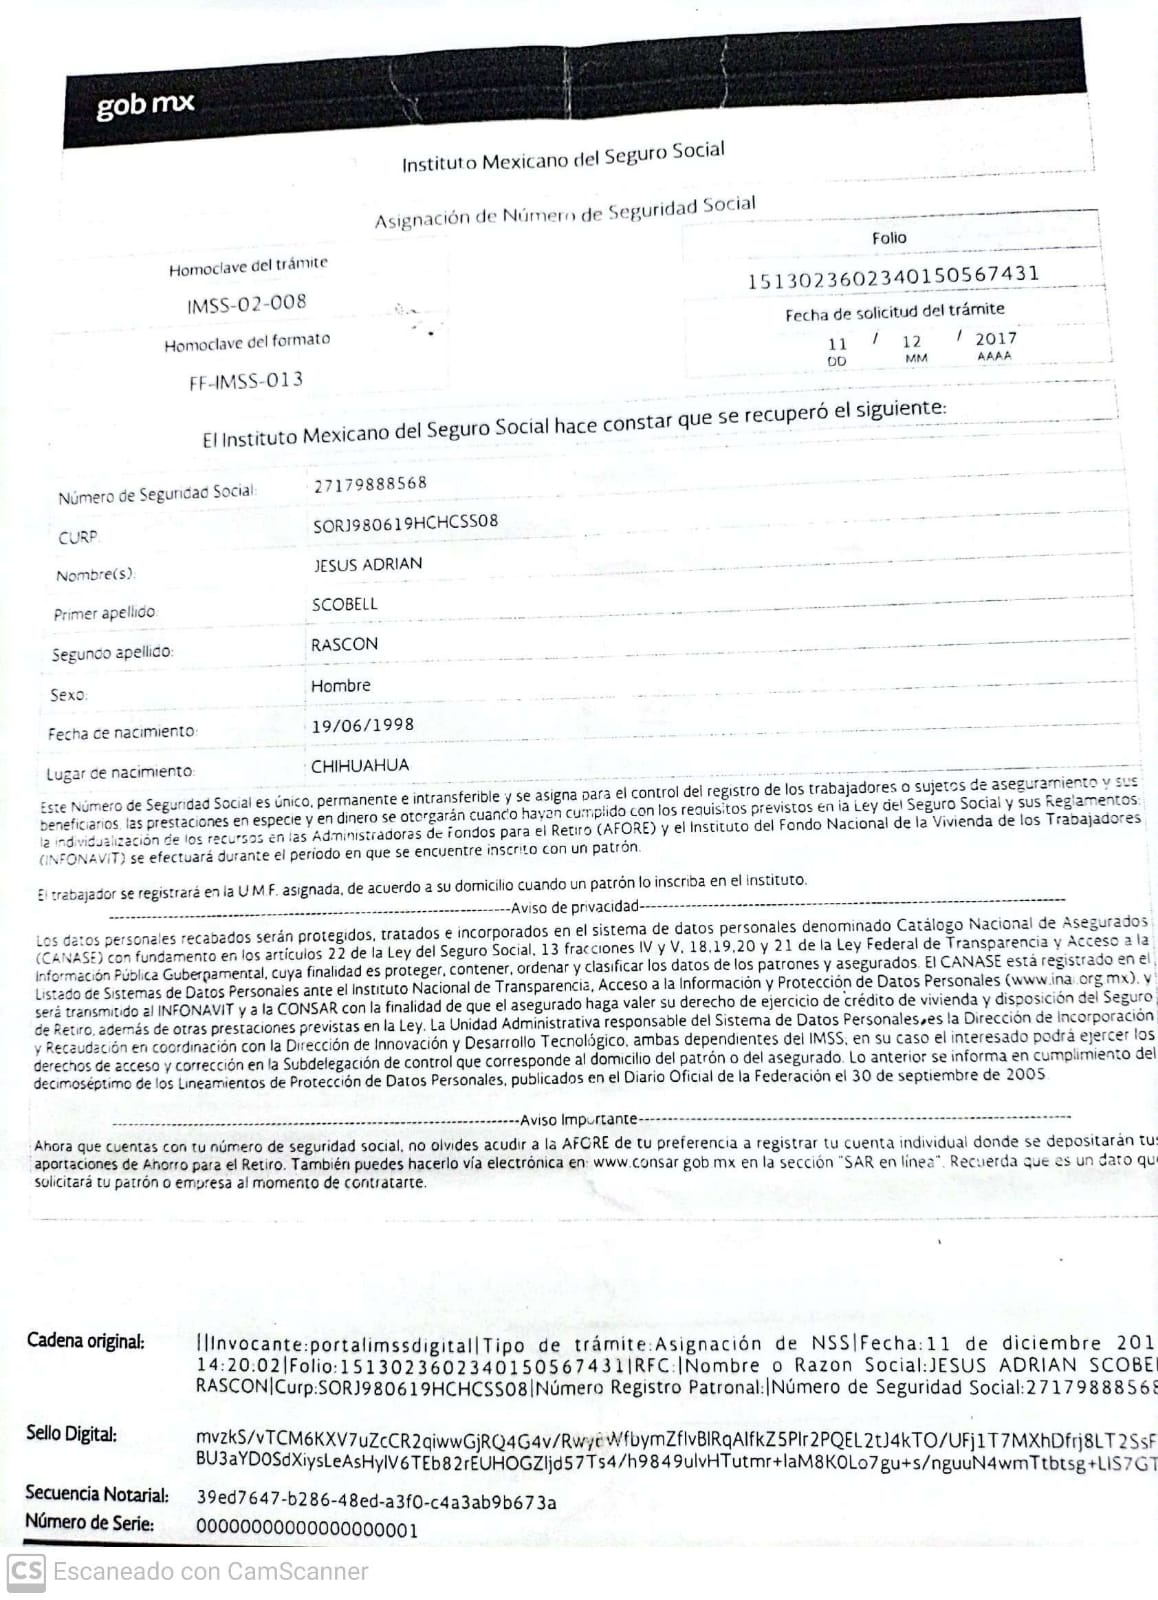 gob mx
Instituto Mexicano del Seguro Social
Asignación de Número de Seguridad Social
Homoclave del trámite
IMSS-02-008
Homoclave del formato
FF-IMSS-013
Folio
1513023602340150567431
Fecha de solicitud del trámite
11 / 12 / 2017
DD MM AAAA
El Instituto Mexicano del Seguro Social hace constar que se recuperó el siguiente:
Número de Seguridad Social: 27179888568
CURP: SORJ980619HCHCSS08
Nombre(s): JESUS ADRIAN
Primer apellido: SCOBELL
Segundo apellido: RASCON
Sexo: Hombre
Fecha de nacimiento: 19/06/1998
Lugar de nacimiento: CHIHUAHUA
Este Número de Seguridad Social es único, permanente e intransferible y se asigna para el control del registro de los trabajadores o sujetos de aseguramiento y sus
beneficiarios. las prestaciones en especie y en dinero se otorgarán cuando hayan cumplido con los requisitos previstos en la Ley del Seguro Social y sus Reglamentos:
la individualización de los recursos en las Administradoras de Fondos para el Retiro (AFORE) y el Instituto del Fondo Nacional de la Vivienda de los Trabajadores
(INFONAVIT) se efectuará durante el período en que se encuentre inscrito con un patrón.
El trabajador se registrará en la U.M.F. asignada, de acuerdo a su domicilio cuando un patrón lo inscriba en el instituto.
Aviso de privacidad
Los datos personales recabados serán protegidos, tratados e incorporados en el sistema de datos personales denominado Catálogo Nacional de Asegurados
(CANASE) con fundamento en los artículos 22 de la Ley del Seguro Social, 13 fracciones IV y V, 18,19,20 y 21 de la Ley Federal de Transparencia y Acceso a la
Información Pública Gubernamental, cuya finalidad es proteger, contener, ordenar y clasificar los datos de los patrones y asegurados. El CANASE está registrado en el
Listado de Sistemas de Datos Personales ante el Instituto Nacional de Transparencia, Acceso a la Información y Protección de Datos Personales (www.inai.org.mx), y
será transmitido al INFONAVIT y a la CONSAR con la finalidad de que el asegurado haga valer su derecho de ejercicio de crédito de vivienda y disposición del Seguro
de Retiro, además de otras prestaciones previstas en la Ley. La Unidad Administrativa responsable del Sistema de Datos Personales, es la Dirección de Incorporación
y Recaudación en coordinación con la Dirección de Innovación y Desarrollo Tecnológico, ambas dependientes del IMSS, en su caso el interesado podrá ejercer los
derechos de acceso y corrección en la Subdelegación de control que corresponde al domicilio del patrón o del asegurado. Lo anterior se informa en cumplimiento del
decimoséptimo de los Lineamientos de Protección de Datos Personales, publicados en el Diario Oficial de la Federación el 30 de septiembre de 2005
Aviso Importante
Ahora que cuentas con tu número de seguridad social, no olvides acudir a la AFORE de tu preferencia a registrar tu cuenta individual donde se depositarán tus
aportaciones de Ahorro para el Retiro. También puedes hacerlo vía electrónica en: www.consar.gob.mx en la sección "SAR en línea". Recuerda que es un dato que
solicitará tu patrón o empresa al momento de contratarte.
Cadena original: ||Invocante:portalimssdigital|Tipo de trámite:Asignación de NSS|Fecha:11 de diciembre 201
14:20:02|Folio:1513023602340150567431|RFC:|Nombre o Razon Social:JESUS ADRIAN SCOBEL
RASCON|Curp:SORJ980619HCHCSS08|Número Registro Patronal:|Número de Seguridad Social:27179888568
Sello Digital: mvzkS/vTCM6KXV7uZcCR2qiwwGjRQ4G4v/RwycWfbymZflvBIRqAlfkZ5PIr2PQEL2tJ4kTO/UFj1T7MXhDfrj8LT2SsF
BU3aYD0SdXiysLeAsHyIV6TEb82rEUHOGZljd57Ts4/h9849ulvHTutmr+IaM8K0Lo7gu+s/nguuN4wmTtbtsg+LIS7GT
Secuencia Notarial: 39ed7647-b286-48ed-a3f0-c4a3ab9b673a
Número de Serie: 00000000000000000001
CS Escaneado con CamScanner